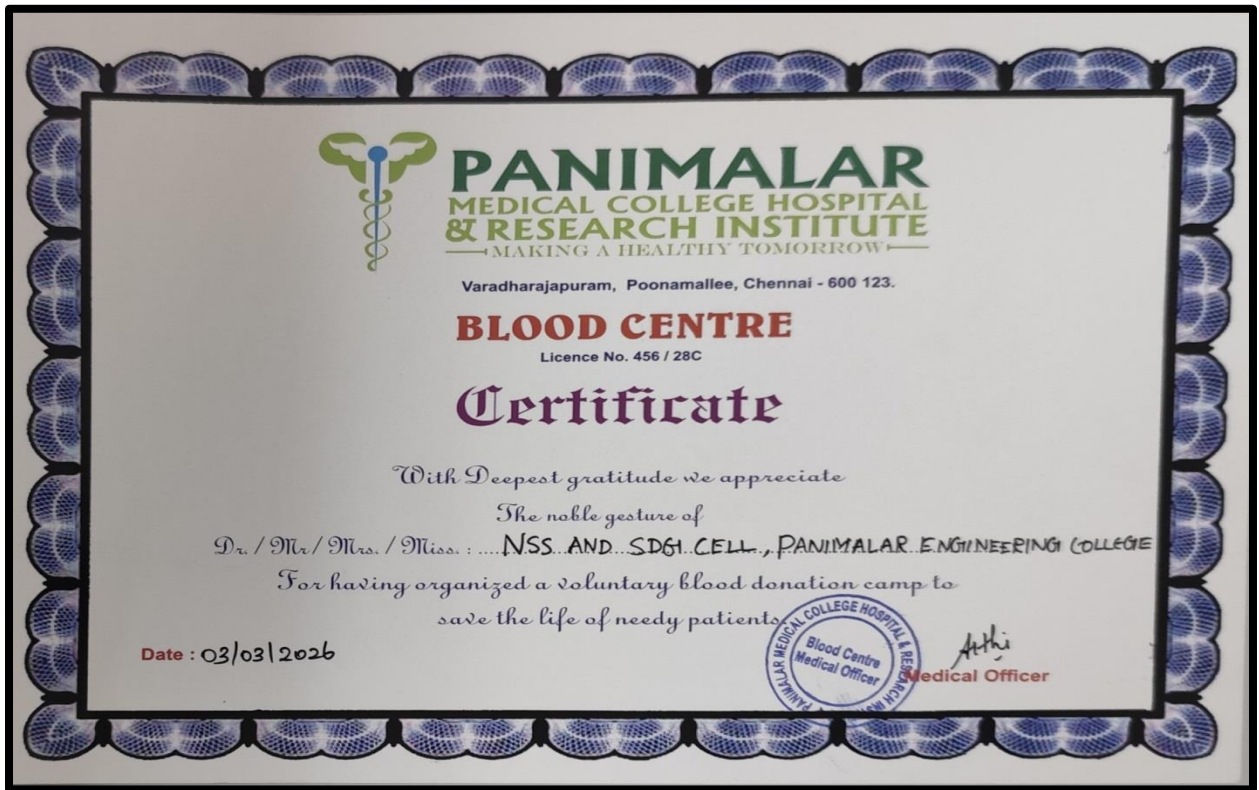 PANIMALAR
MEDICAL COLLEGE HOSPITAL
& RESEARCH INSTITUTE
MAKING A HEALTHY TOMORROW
Varadharajapuram, Poonamallee, Chennai - 600 123.
BLOOD CENTRE
Licence No. 456 / 28C
Certificate
With Deepest gratitude we appreciate
The noble gesture of
Dr. / Mr / Mrs. / Miss. : .... NSS AND SDG CELL, PANIMALAR ENGINEERING COLLEGE
For having organized a voluntary blood donation camp to
save the life of needy patients.
Date : 03/03/2026
PANIMALAR MEDICAL COLLEGE HOSPITAL & RESEARCH
Blood Centre
Medical Officer
Arthi
Medical Officer